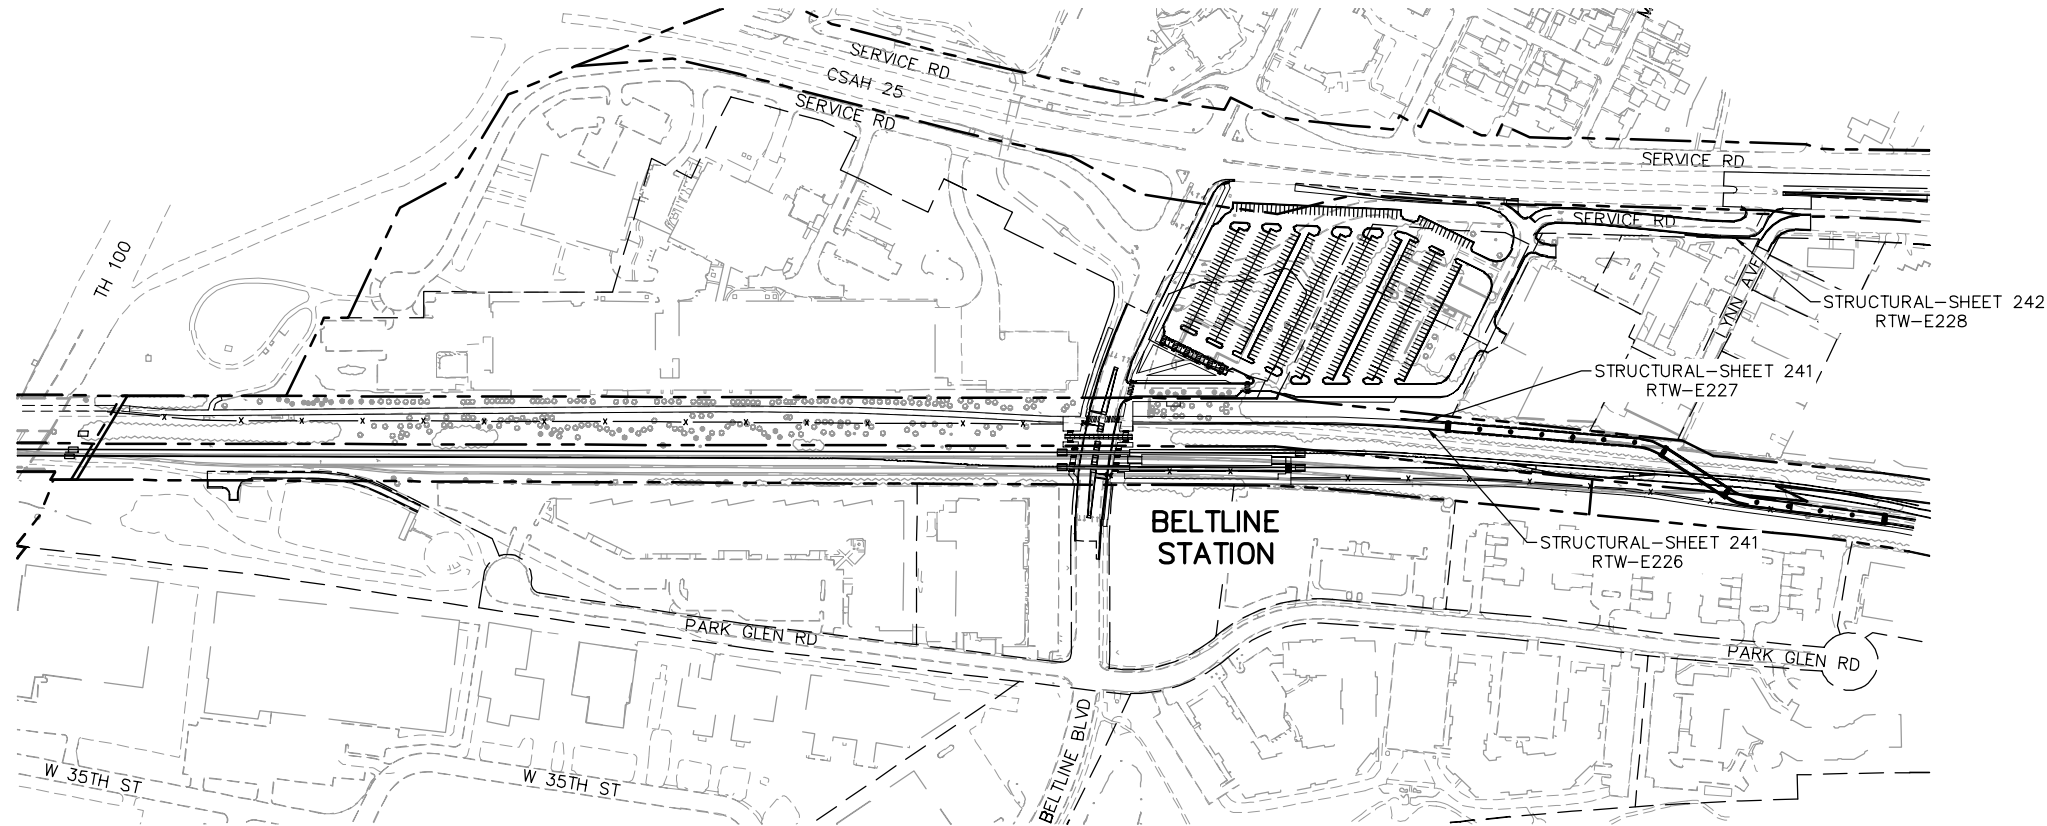 SERVICE RD
CSAH 25
SERVICE RD
SERVICE RD
SERVICE RD
TH 100
LYNN AVE
STRUCTURAL-SHEET 242
RTW-E228
STRUCTURAL-SHEET 241
RTW-E227
BELTLINE
STATION
STRUCTURAL-SHEET 241
RTW-E226
PARK GLEN RD
PARK GLEN RD
BELTLINE BLVD
W 35TH ST
W 35TH ST